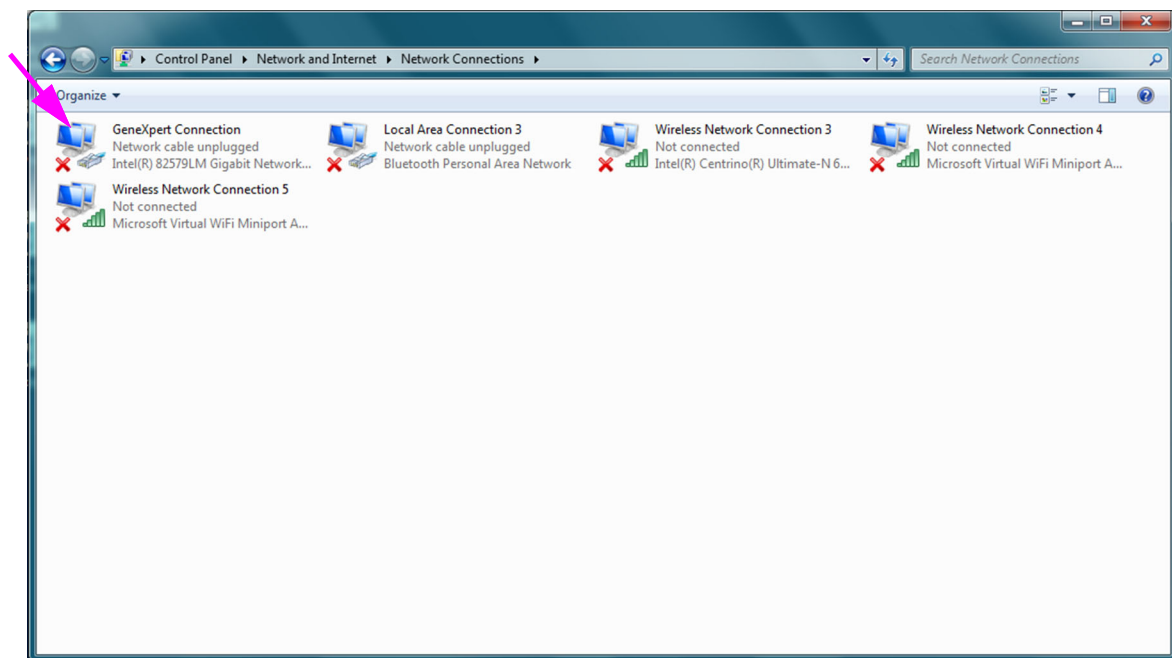 Control Panel Network and Internet Network Connections Search Network Connections
Organize
GeneXpert Connection
Network cable unplugged
Intel(R) 82579LM Gigabit Network...
Local Area Connection 3
Network cable unplugged
Bluetooth Personal Area Network
Wireless Network Connection 3
Not connected
Intel(R) Centrino(R) Ultimate-N 6...
Wireless Network Connection 4
Not connected
Microsoft Virtual WiFi Miniport A...
Wireless Network Connection 5
Not connected
Microsoft Virtual WiFi Miniport A...